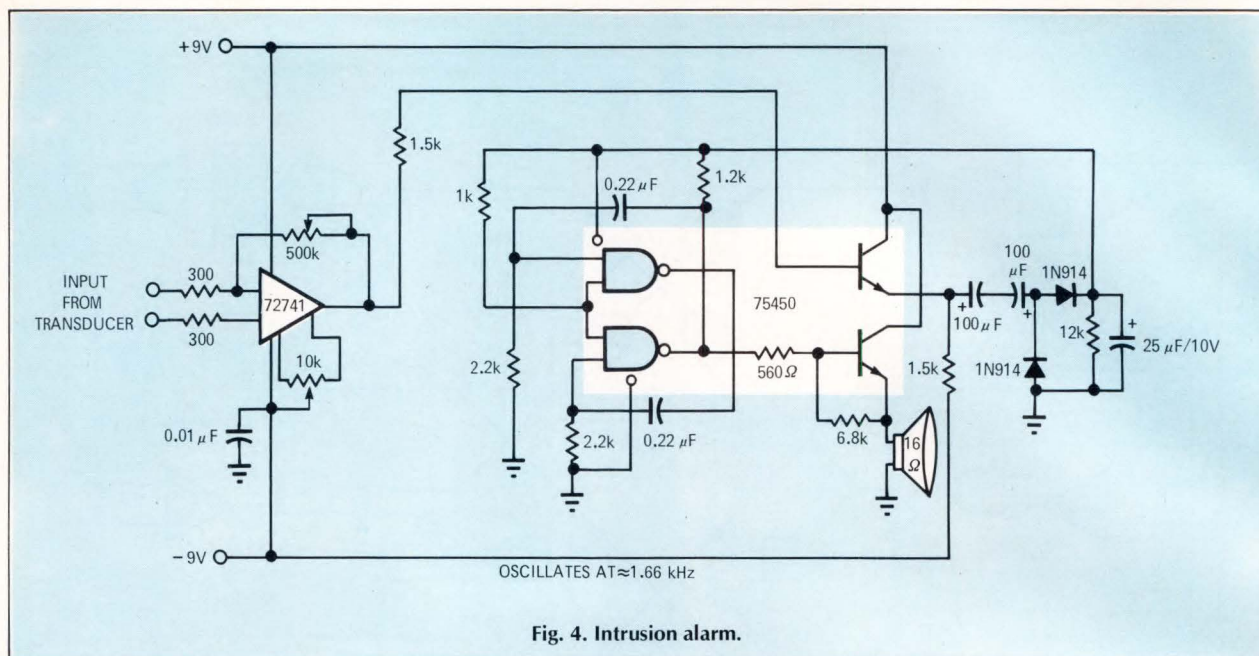 +9V
1.5k
0.22 μF
1.2k
1k
500k
INPUT
FROM
TRANSDUCER
300
300
72741
10k
0.01 μF
-9V
75450
2.2k
560Ω
2.2k
0.22 μF
6.8k
16
Ω
1.5k
100μF
100
μF
1N914
1N914
12k
25 μF/10V
OSCILLATES AT≈1.66 kHz
Fig. 4. Intrusion alarm.